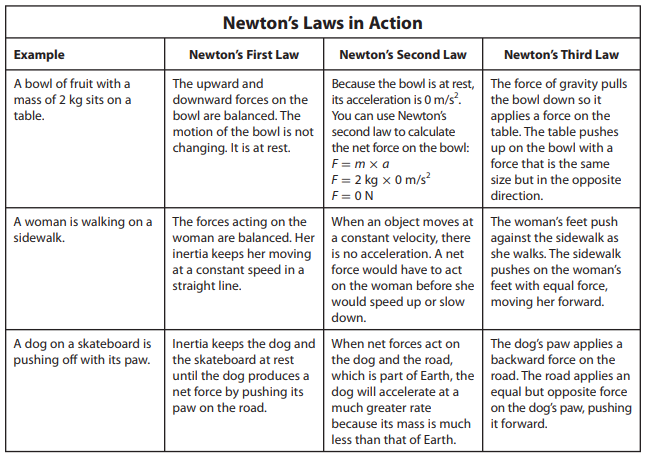 Newton's Laws in Action
Example
Newton's First Law
Newton's Second Law
Newton's Third Law
A bowl of fruit with a
mass of 2 kg sits on a
table.
The upward and
downward forces on the
bowl are balanced. The
motion of the bowl is not
changing. It is at rest.
Because the bowl is at rest,
its acceleration is 0 m/s².
You can use Newton's
second law to calculate
the net force on the bowl:
F = m × a
F = 2 kg × 0 m/s²
F = 0 N
The force of gravity pulls
the bowl down so it
applies a force on the
table. The table pushes
up on the bowl with a
force that is the same
size but in the opposite
direction.
A woman is walking on a
sidewalk.
The forces acting on the
woman are balanced. Her
inertia keeps her moving
at a constant speed in a
straight line.
When an object moves at
a constant velocity, there
is no acceleration. A net
force would have to act
on the woman before she
would speed up or slow
down.
The woman's feet push
against the sidewalk as
she walks. The sidewalk
pushes on the woman's
feet with equal force,
moving her forward.
A dog on a skateboard is
pushing off with its paw.
Inertia keeps the dog and
the skateboard at rest
until the dog produces a
net force by pushing its
paw on the road.
When net forces act on
the dog and the road,
which is part of Earth, the
dog will accelerate at a
much greater rate
because its mass is much
less than that of Earth.
The dog's paw applies a
backward force on the
road. The road applies an
equal but opposite force
on the dog's paw, pushing
it forward.